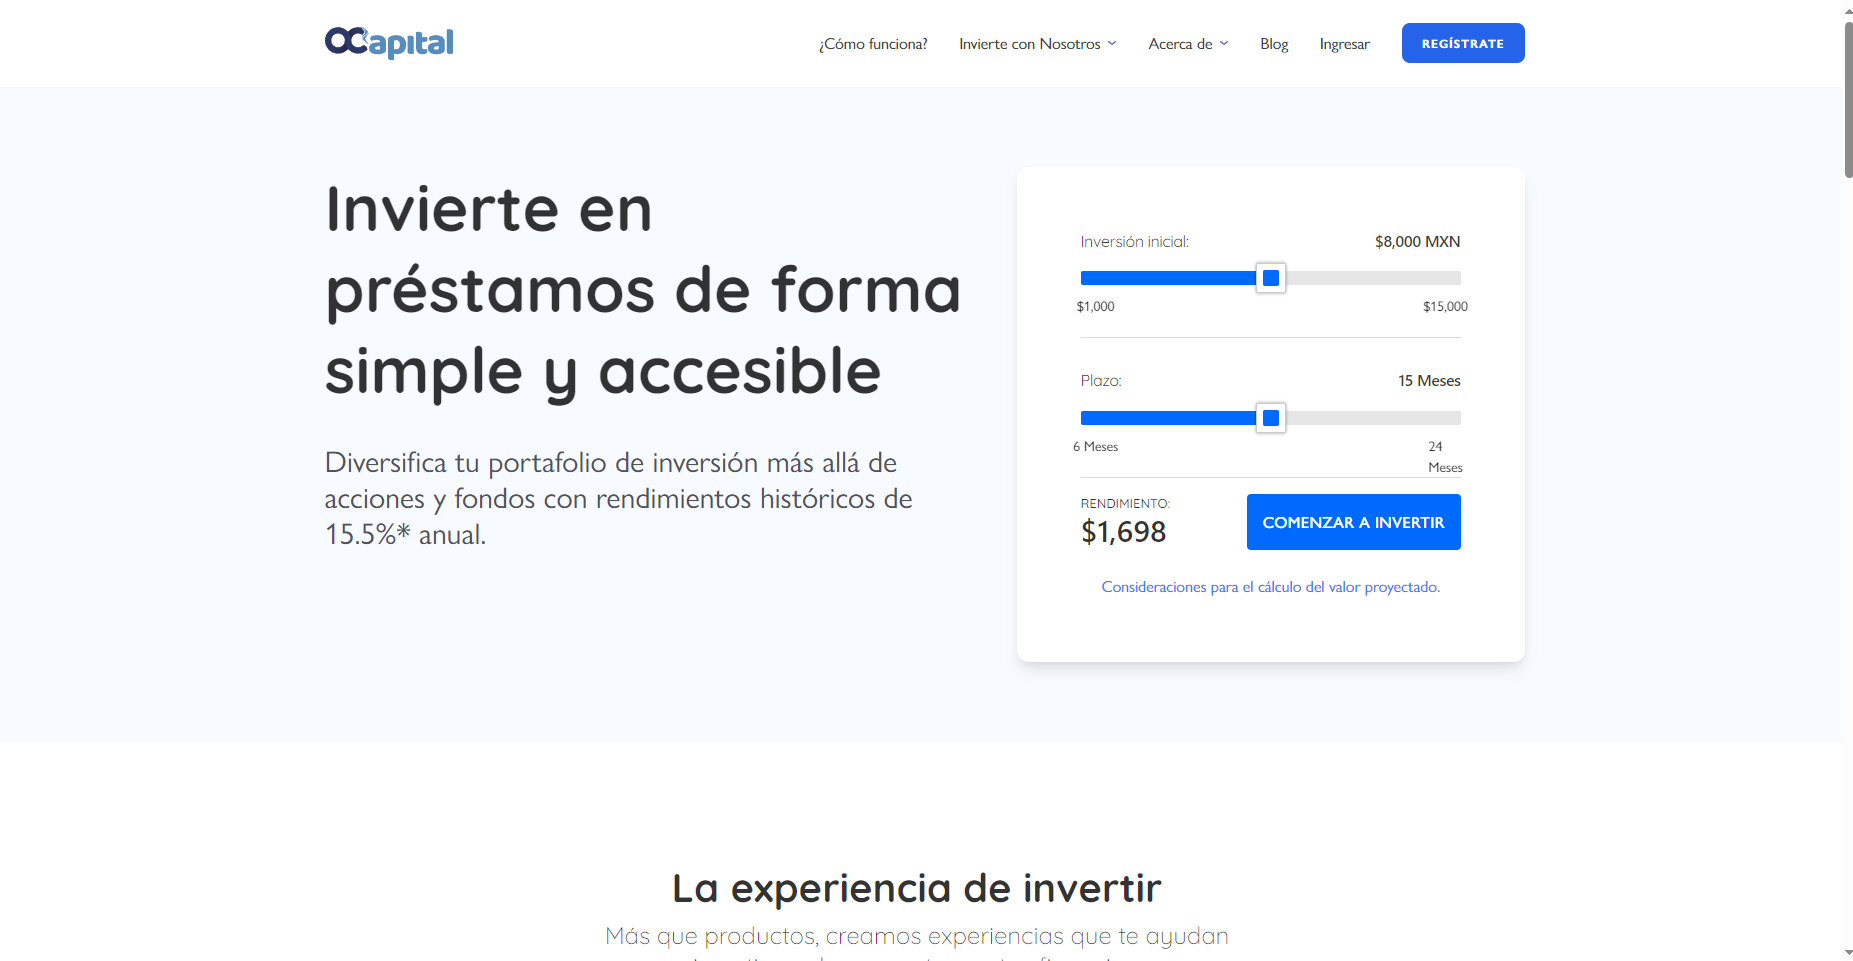 OCapital
¿Cómo funciona?
Invierte con Nosotros
Acerca de
Blog
Ingresar
REGÍSTRATE
Invierte en
préstamos de forma
simple y accesible
Diversifica tu portafolio de inversión más allá de
acciones y fondos con rendimientos históricos de
15.5%* anual.
Inversión inicial:
$8,000 MXN
$1,000
$15,000
Plazo:
15 Meses
6 Meses
24
Meses
RENDIMIENTO:
$1,698
COMENZAR A INVERTIR
Consideraciones para el cálculo del valor proyectado.
La experiencia de invertir
Más que productos, creamos experiencias que te ayudan